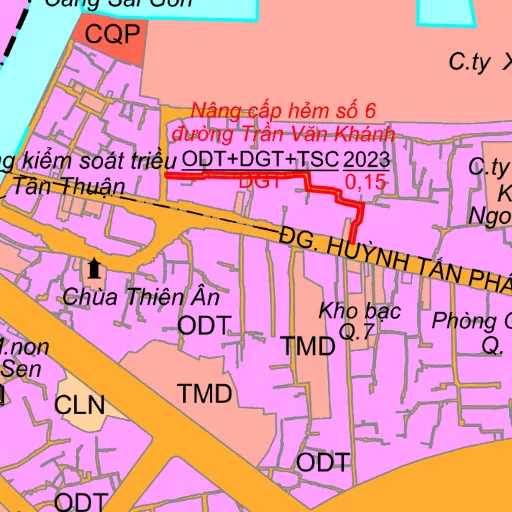 Cảng Sài Gòn
CQP
C.ty X
Nâng cấp hẻm số 6
đường Trần Văn Khánh
kiểm soát triều
Tân Thuận
ODT+DGT+TSC 2023
DGT 0,15
C.ty
K
Ngo
ĐG. HUỲNH TẤN PHÁ
Chùa Thiên Ân
ODT
Kho bạc
Q.7
Phòng
Q.
TMD
non
Sen
TMD
CLN
ODT
ODT